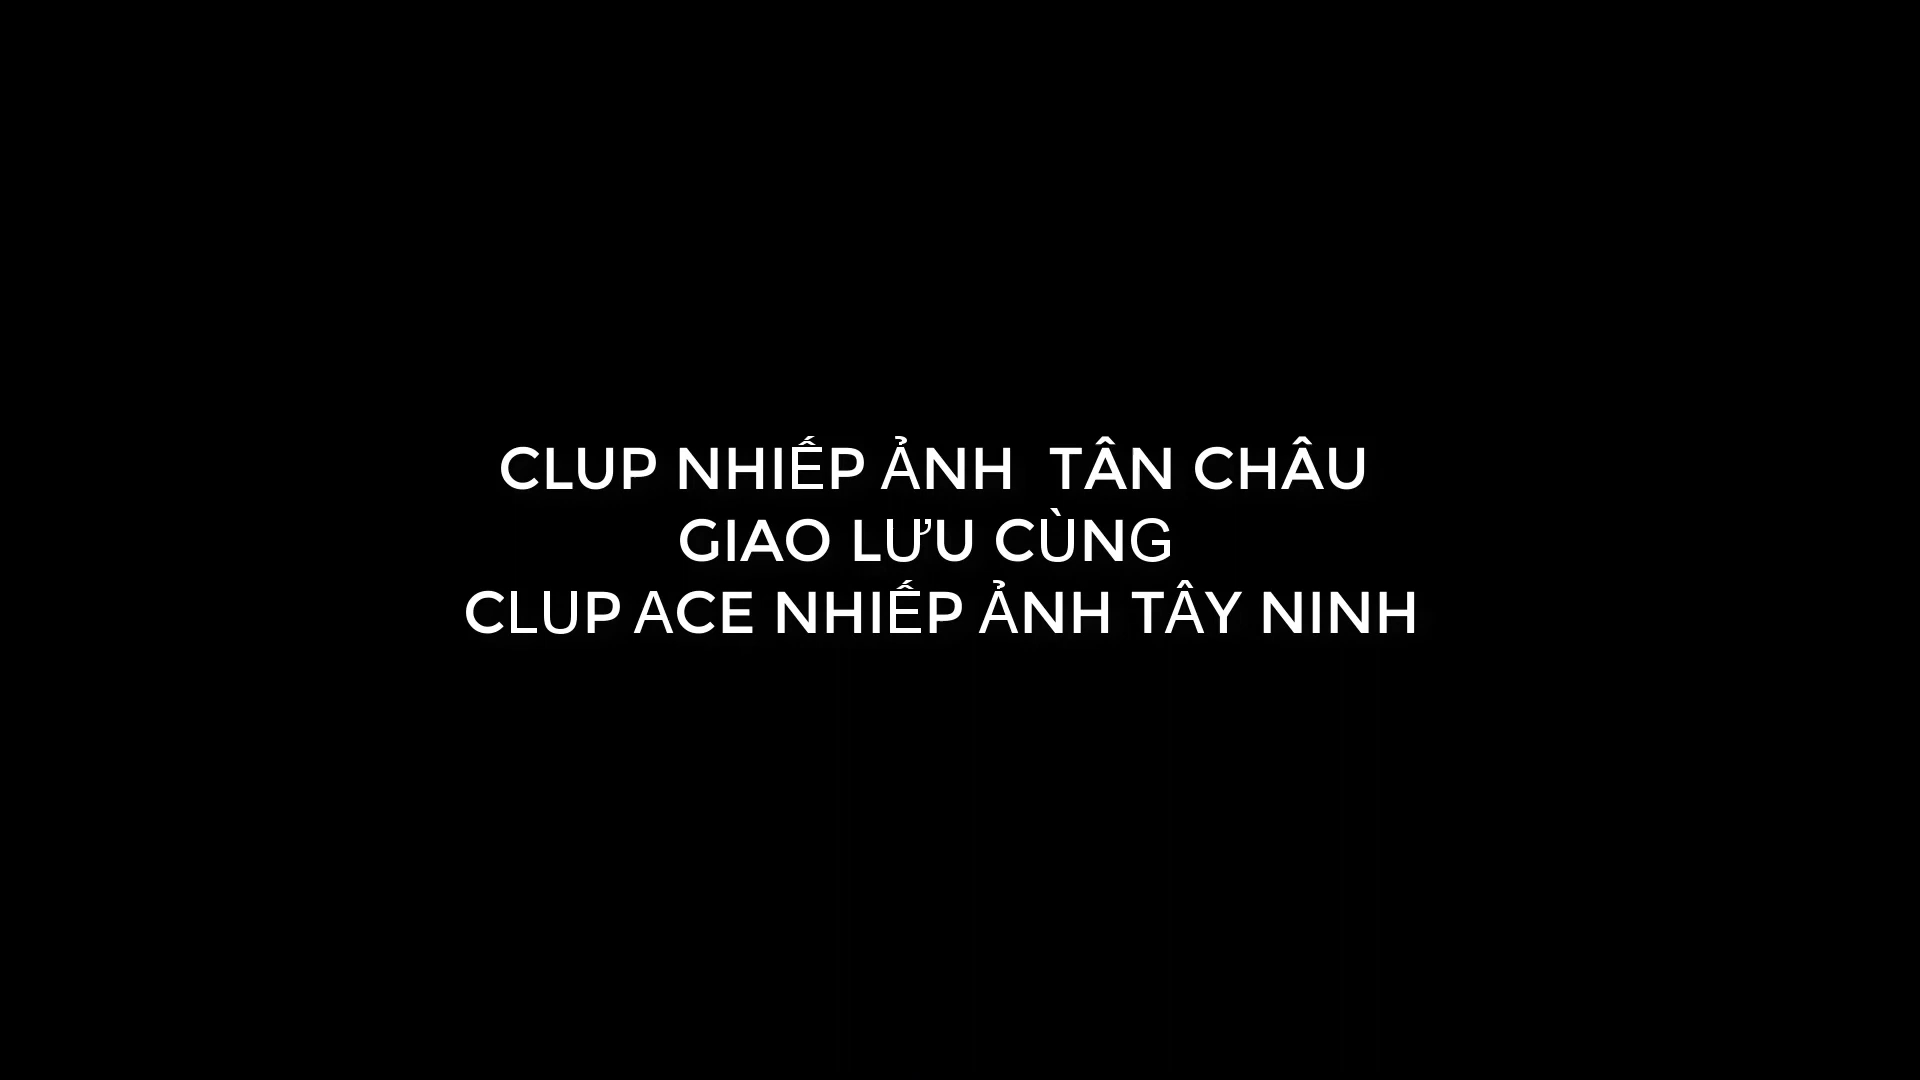 CLUP NHIẾP ẢNH TÂN CHÂU
GIAO LƯU CÙNG
CLUP ACE NHIẾP ẢNH TÂY NINH